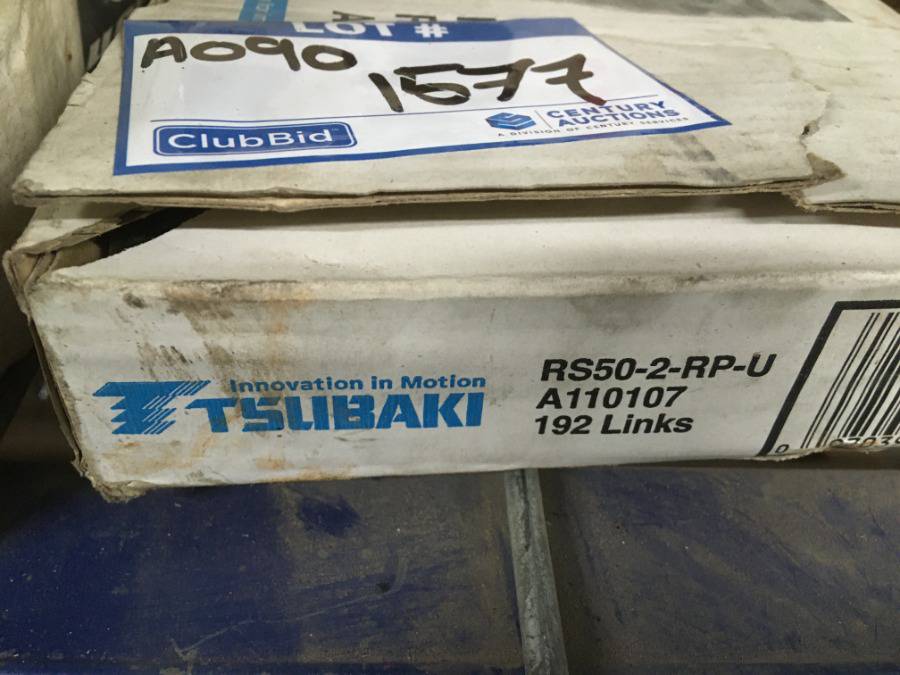 LOT #
A090
1577
ClubBid
CENTURY
AUCTIONS
A DIVISION OF CENTURY SERVICES
Innovation in Motion
TSUBAKI
RS50-2-RP-U
A110107
192 Links